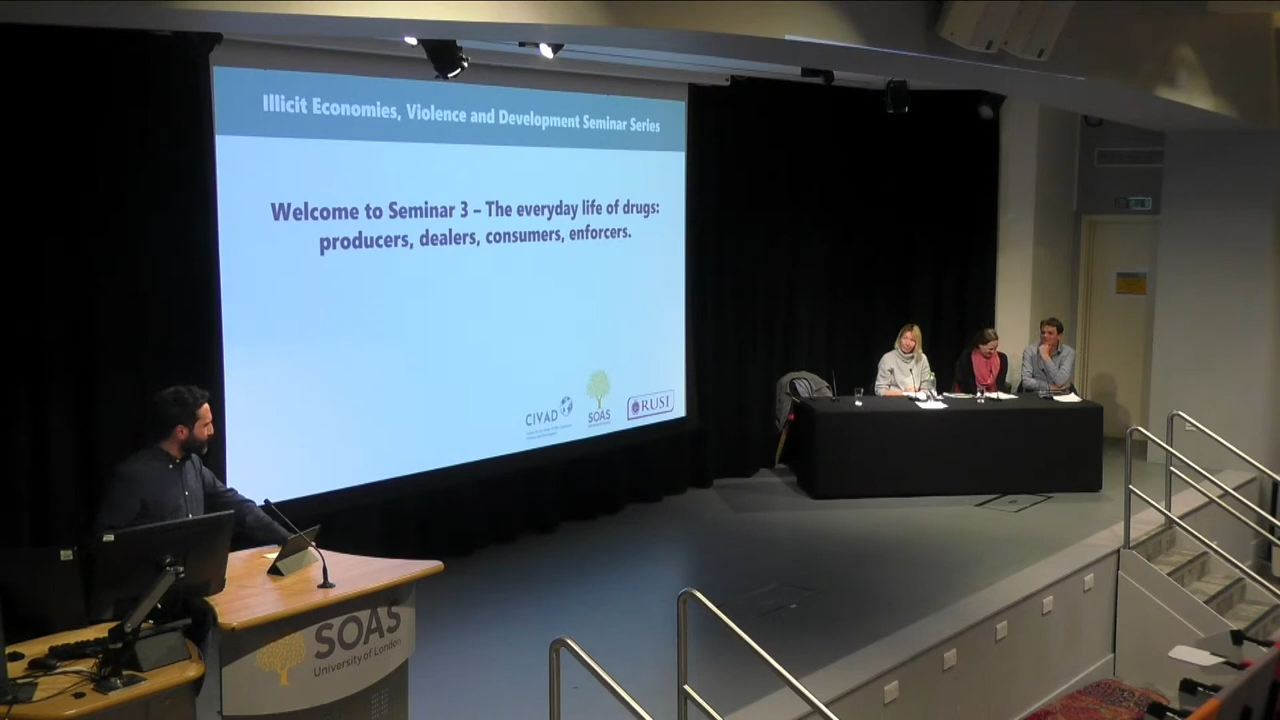 Illicit Economies, Violence and Development Seminar Series
Welcome to Seminar 3 – The everyday life of drugs:
producers, dealers, consumers, enforcers.
CIVAD
SOAS
RUSI
SOAS
University of London